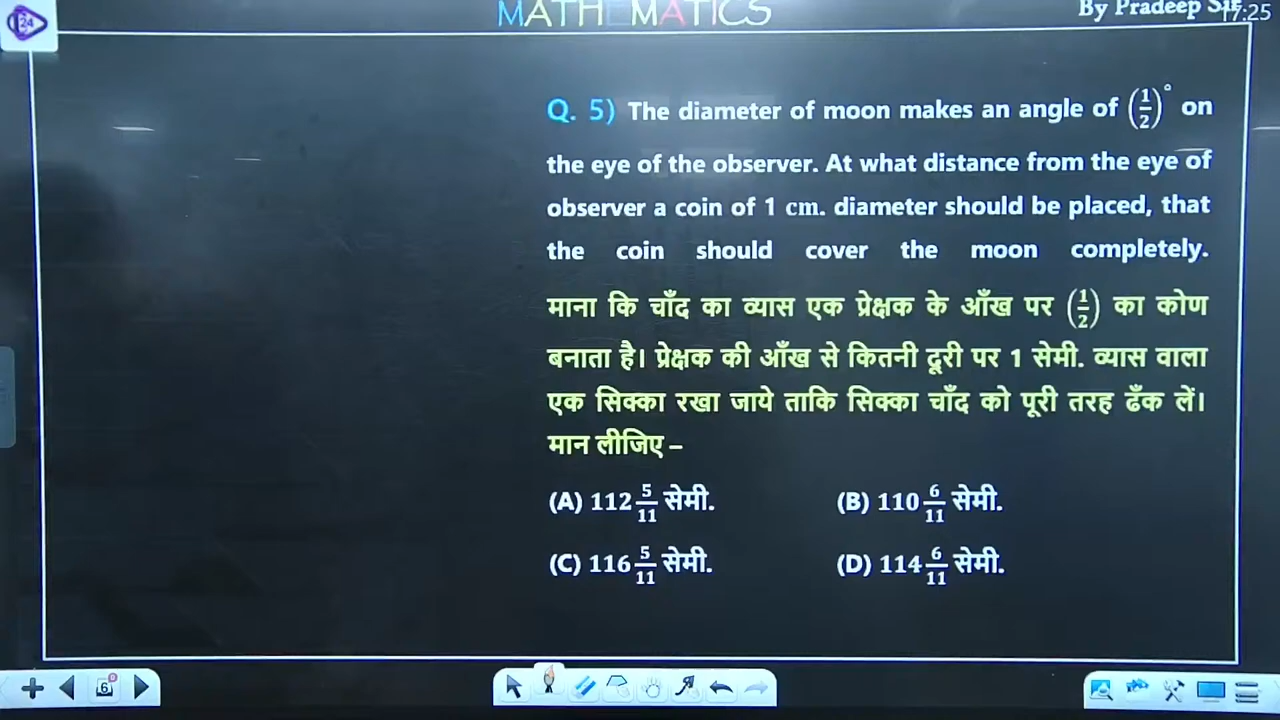 24
MATHEMATICS
By Pradeep Sir
17:25
Q. 5) The diameter of moon makes an angle of (1/2)° on
the eye of the observer. At what distance from the eye of
observer a coin of 1 cm. diameter should be placed, that
the coin should cover the moon completely.
माना कि चाँद का व्यास एक प्रेक्षक के आँख पर (1/2) का कोण
बनाता है। प्रेक्षक की आँख से कितनी दूरी पर 1 सेमी. व्यास वाला
एक सिक्का रखा जाये ताकि सिक्का चाँद को पूरी तरह ढँक लें।
मान लीजिए –
(A) 112 5/11 सेमी. (B) 110 6/11 सेमी.
(C) 116 5/11 सेमी. (D) 114 6/11 सेमी.
6